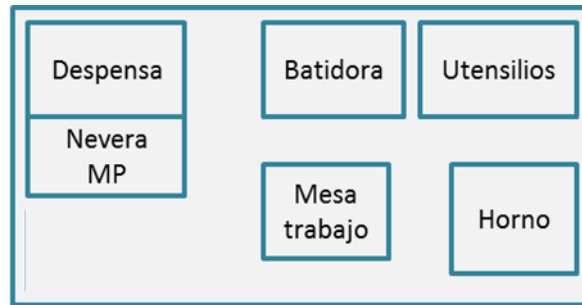 Despensa
Batidora
Utensilios
Nevera
MP
Mesa
trabajo
Horno